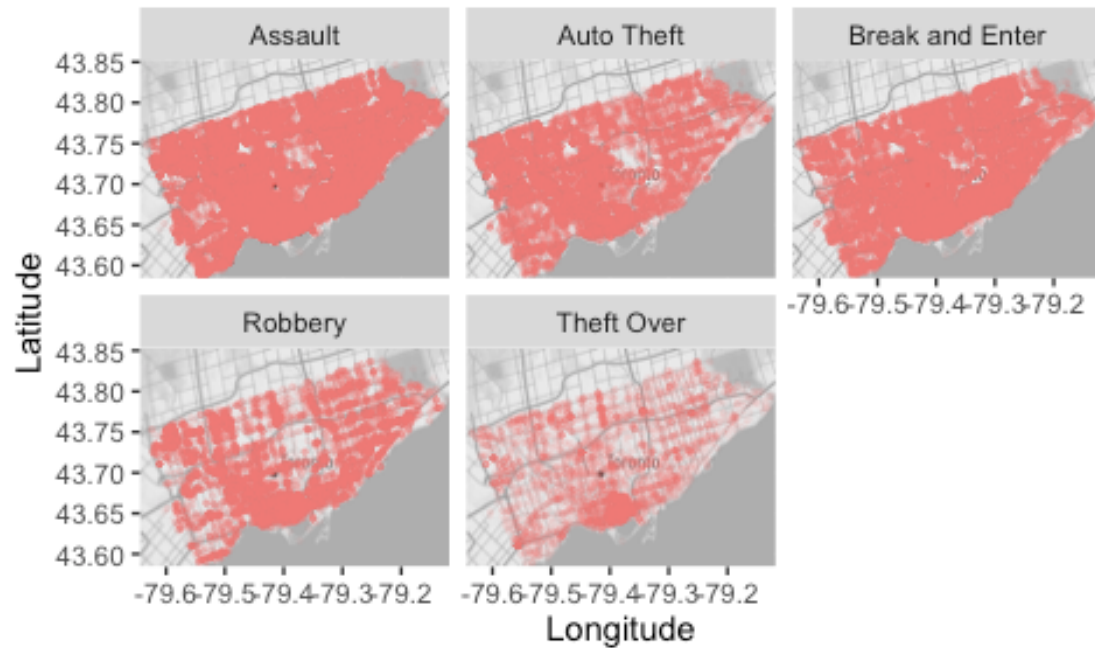 Assault
Auto Theft
Break and Enter
43.85
43.80
43.75
43.70
43.65
43.60
-79.6 -79.5 -79.4 -79.3 -79.2
Latitude
Robbery
Theft Over
43.85
43.80
43.75
43.70
43.65
43.60
-79.6 -79.5 -79.4 -79.3 -79.2
-79.6 -79.5 -79.4 -79.3 -79.2
Longitude